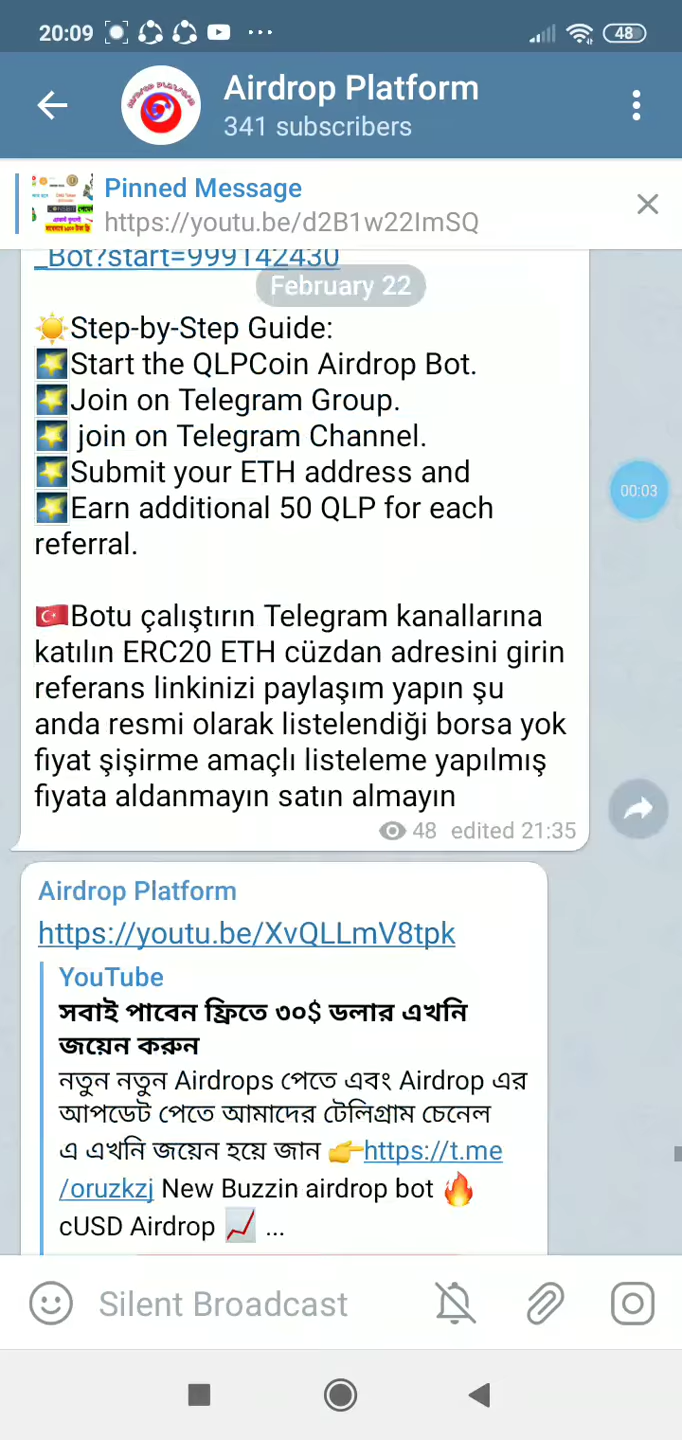 20:09
48
Airdrop Platform
341 subscribers
Pinned Message
https://youtu.be/d2B1w22ImSQ
_Bot?start=999142430
February 22
Step-by-Step Guide:
Start the QLPCoin Airdrop Bot.
Join on Telegram Group.
join on Telegram Channel.
Submit your ETH address and
Earn additional 50 QLP for each
referral.
00:03
Botu çalıştırın Telegram kanallarına
katılın ERC20 ETH cüzdan adresini girin
referans linkinizi paylaşım yapın şu
anda resmi olarak listelendiği borsa yok
fiyat şişirme amaçlı listeleme yapılmış
fiyata aldanmayın satın almayın
48 edited 21:35
Airdrop Platform
https://youtu.be/XvQLLmV8tpk
YouTube
সবাই পাবেন ফ্রিতে ৩০$ ডলার এখনি
জয়েন করুন
নতুন নতুন Airdrops পেতে এবং Airdrop এর
আপডেট পেতে আমাদের টেলিগ্রাম চেনেল
এ এখনি জয়েন হয়ে জান 👉https://t.me
/oruzkzj New Buzzin airdrop bot 🔥
cUSD Airdrop 📈 ...
Silent Broadcast